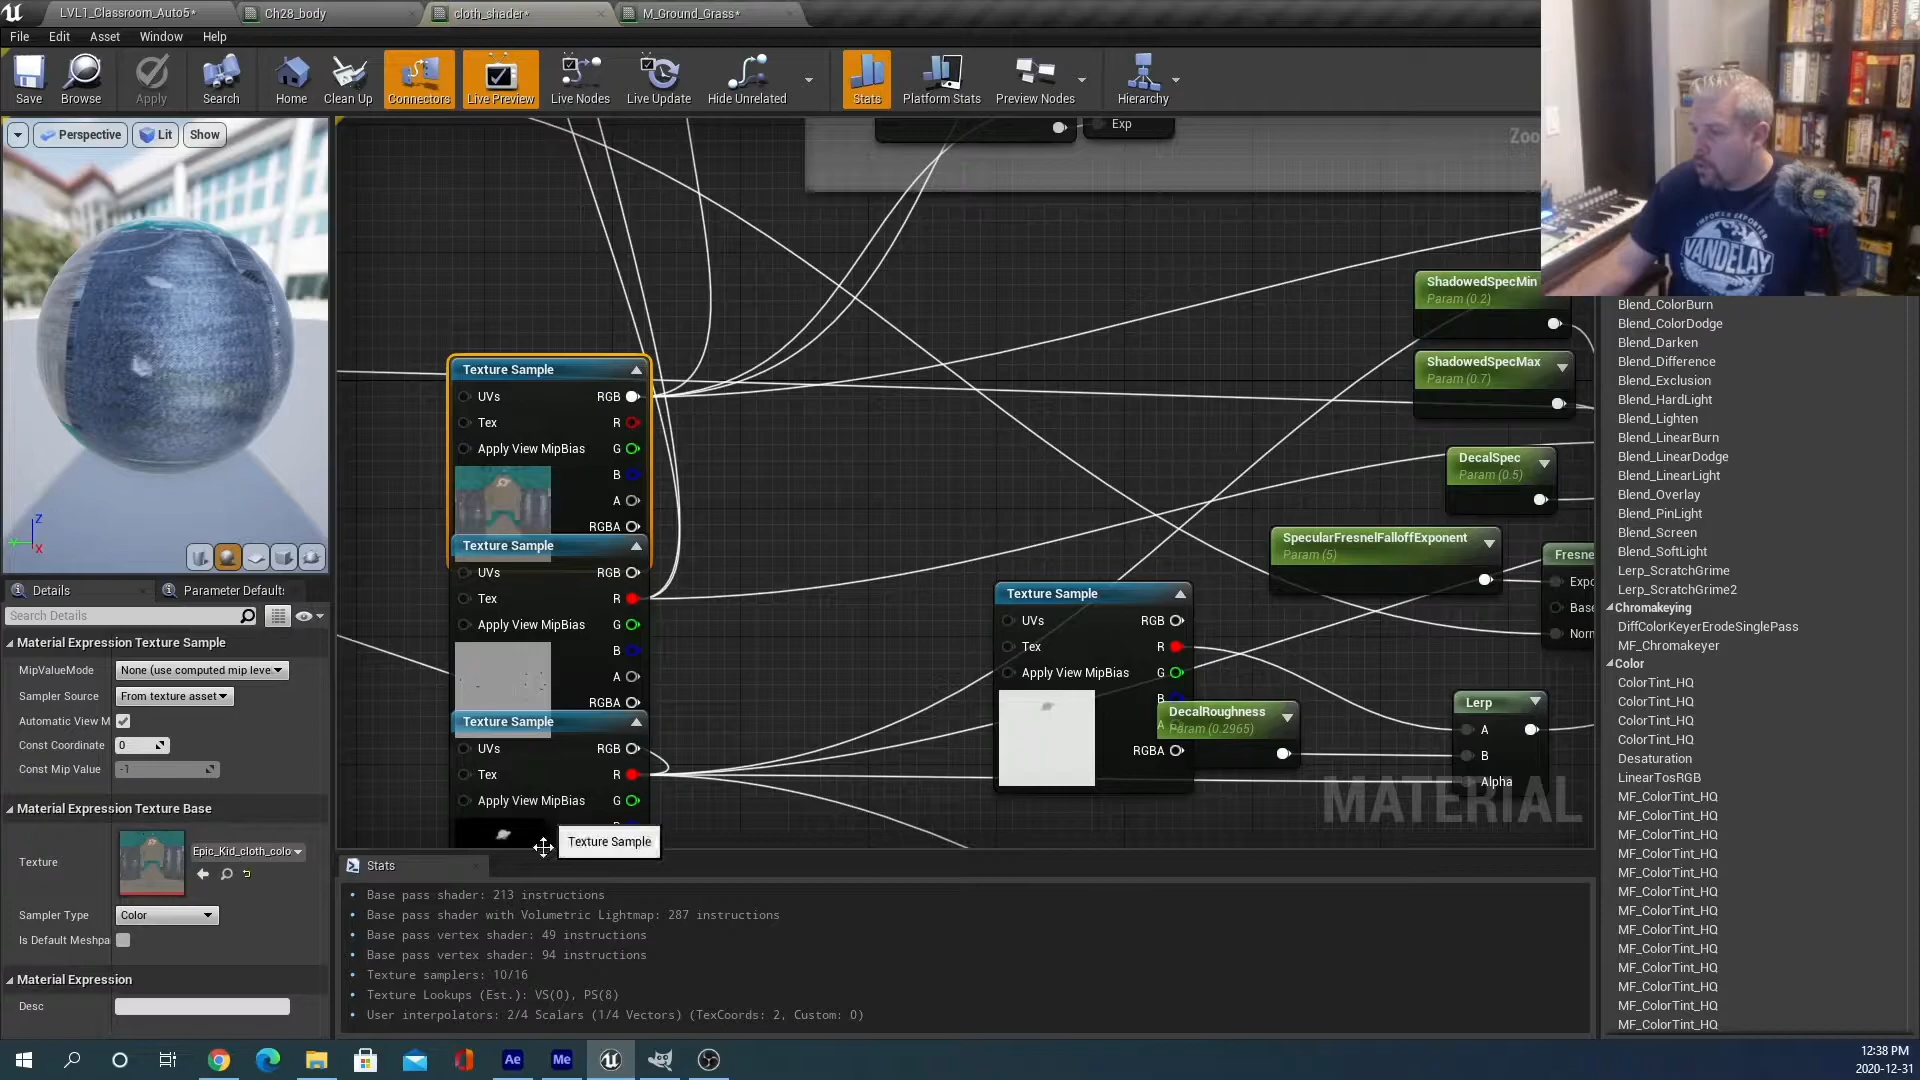 LVL1_Classroom_Auto5*
Ch28_body
cloth_shader*
M_Ground_Grass*
File Edit Asset Window Help
Save
Browse
Apply
Search
Home
Clean Up
Connectors
Live Preview
Live Nodes
Live Update
Hide Unrelated
Stats
Platform Stats
Preview Nodes
Hierarchy
Perspective
Lit
Show
Z
Y
X
Details
Parameter Default
Search Details
Material Expression Texture Sample
MipValueMode
None (use computed mip leve
Sampler Source
From texture asset
Automatic View M
Const Coordinate
0
Const Mip Value
-1
Material Expression Texture Base
Texture
Epic_Kid_cloth_colo
Sampler Type
Color
Is Default Meshpa
Material Expression
Desc
Exp
Zoo
Texture Sample
UVs RGB
Tex R
Apply View MipBias G
B
A
RGBA
Texture Sample
UVs RGB
Tex R
Apply View MipBias G
B
A
RGBA
Texture Sample
UVs RGB
Tex R
Apply View MipBias G
Texture Sample
Texture Sample
UVs RGB
Tex R
Apply View MipBias G
B
A
RGBA
DecalRoughness
Param (0.2965)
ShadowedSpecMin
Param (0.2)
ShadowedSpecMax
Param (0.7)
DecalSpec
Param (0.5)
SpecularFresnelFalloffExponent
Param (5)
Fresne
Expo
Base
Norn
Lerp
A
B
Alpha
MATERIAL
VANDELAY
Stats
Base pass shader: 213 instructions
Base pass shader with Volumetric Lightmap: 287 instructions
Base pass vertex shader: 49 instructions
Base pass vertex shader: 94 instructions
Texture samplers: 10/16
Texture Lookups (Est.): VS(0), PS(8)
User interpolators: 2/4 Scalars (1/4 Vectors) (TexCoords: 2, Custom: 0)
Blend_ColorBurn
Blend_ColorDodge
Blend_Darken
Blend_Difference
Blend_Exclusion
Blend_HardLight
Blend_Lighten
Blend_LinearBurn
Blend_LinearDodge
Blend_LinearLight
Blend_Overlay
Blend_PinLight
Blend_Screen
Blend_SoftLight
Lerp_ScratchGrime
Lerp_ScratchGrime2
Chromakeying
DiffColorKeyerErodeSinglePass
MF_Chromakeyer
Color
ColorTint_HQ
ColorTint_HQ
ColorTint_HQ
ColorTint_HQ
Desaturation
LinearTosRGB
MF_ColorTint_HQ
MF_ColorTint_HQ
MF_ColorTint_HQ
MF_ColorTint_HQ
MF_ColorTint_HQ
MF_ColorTint_HQ
MF_ColorTint_HQ
MF_ColorTint_HQ
MF_ColorTint_HQ
MF_ColorTint_HQ
MF_ColorTint_HQ
MF_ColorTint_HQ
MF_ColorTint_HQ
Ae
Me
12:38 PM
2020-12-31